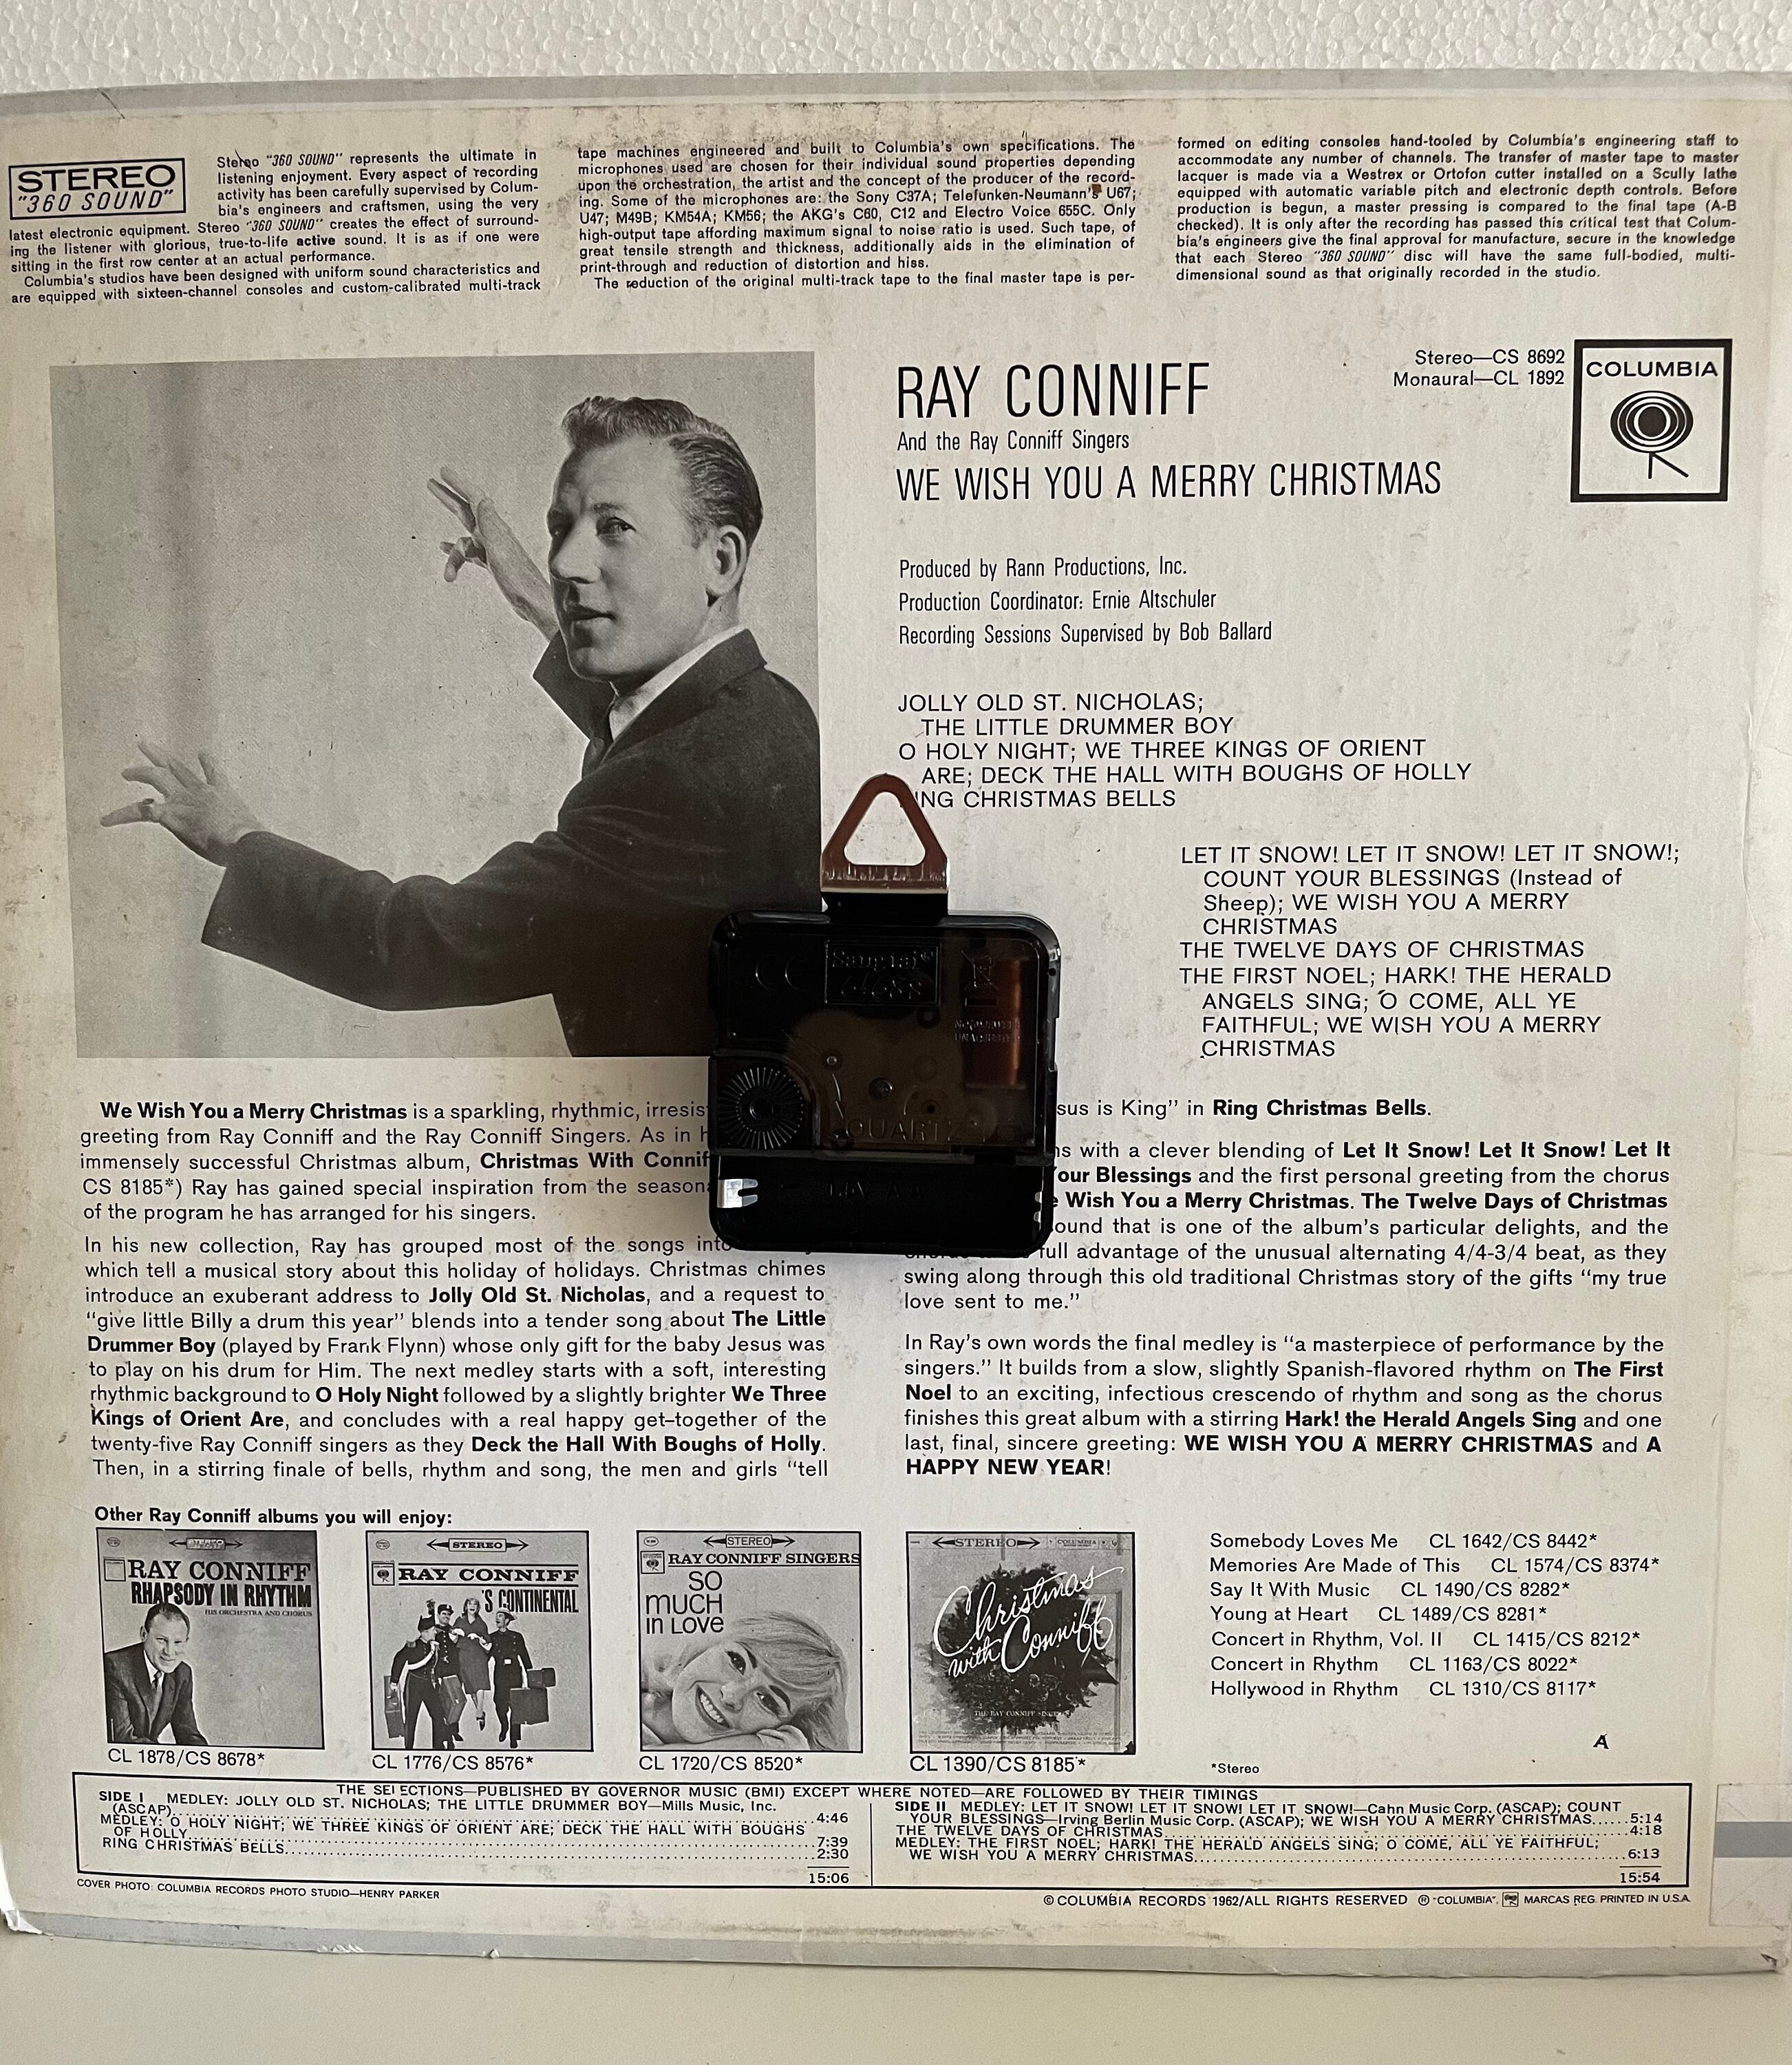 STEREO
"360 SOUND"
Stereo "360 SOUND" represents the ultimate in
listening enjoyment. Every aspect of recording
activity has been carefully supervised by Colum-
bia's engineers and craftsmen, using the very
latest electronic equipment. Stereo "360 SOUND" creates the effect of surround-
ing the listener with glorious, true-to-life active sound. It is as if one were
sitting in the first row center at an actual performance.
Columbia's studios have been designed with uniform sound characteristics and
are equipped with sixteen-channel consoles and custom-calibrated multi-track
tape machines engineered and built to Columbia's own specifications. The
microphones used are chosen for their individual sound properties depending
upon the orchestration, the artist and the concept of the producer of the record-
ing. Some of the microphones are: the Sony C37A; Telefunken-Neumann's U67;
U47; M49B; KM54A; KM56; the AKG's C60, C12 and Electro Voice 655C. Only
high-output tape affording maximum signal to noise ratio is used. Such tape, of
great tensile strength and thickness, additionally aids in the elimination of
print-through and reduction of distortion and hiss.
The reduction of the original multi-track tape to the final master tape is per-
formed on editing consoles hand-tooled by Columbia's engineering staff to
accommodate any number of channels. The transfer of master tape to master
lacquer is made via a Westrex or Ortofon cutter installed on a Scully lathe
equipped with automatic variable pitch and electronic depth controls. Before
production is begun, a master pressing is compared to the final tape (A-B
checked). It is only after the recording has passed this critical test that Colum-
bia's engineers give the final approval for manufacture, secure in the knowledge
that each Stereo "360 SOUND" disc will have the same full-bodied, multi-
dimensional sound as that originally recorded in the studio.
RAY CONNIFF
And the Ray Conniff Singers
WE WISH YOU A MERRY CHRISTMAS
Stereo—CS 8692
Monaural—CL 1892
COLUMBIA
Produced by Rann Productions, Inc.
Production Coordinator: Ernie Altschuler
Recording Sessions Supervised by Bob Ballard
JOLLY OLD ST. NICHOLAS;
THE LITTLE DRUMMER BOY
O HOLY NIGHT; WE THREE KINGS OF ORIENT
ARE; DECK THE HALL WITH BOUGHS OF HOLLY
ING CHRISTMAS BELLS
LET IT SNOW! LET IT SNOW! LET IT SNOW!;
COUNT YOUR BLESSINGS (Instead of
Sheep); WE WISH YOU A MERRY
CHRISTMAS
THE TWELVE DAYS OF CHRISTMAS
THE FIRST NOEL; HARK! THE HERALD
ANGELS SING; O COME, ALL YE
FAITHFUL; WE WISH YOU A MERRY
CHRISTMAS
QUARTZ
We Wish You a Merry Christmas is a sparkling, rhythmic, irresis
greeting from Ray Conniff and the Ray Conniff Singers. As in h
immensely successful Christmas album, Christmas With Connif
CS 8185*) Ray has gained special inspiration from the season
of the program he has arranged for his singers.
In his new collection, Ray has grouped most of the songs into
which tell a musical story about this holiday of holidays. Christmas chimes
introduce an exuberant address to Jolly Old St. Nicholas, and a request to
"give little Billy a drum this year" blends into a tender song about The Little
Drummer Boy (played by Frank Flynn) whose only gift for the baby Jesus was
to play on his drum for Him. The next medley starts with a soft, interesting
rhythmic background to O Holy Night followed by a slightly brighter We Three
Kings of Orient Are, and concludes with a real happy get-together of the
twenty-five Ray Conniff singers as they Deck the Hall With Boughs of Holly.
Then, in a stirring finale of bells, rhythm and song, the men and girls "tell
sus is King" in Ring Christmas Bells.
ns with a clever blending of Let It Snow! Let It Snow! Let It
our Blessings and the first personal greeting from the chorus
Wish You a Merry Christmas. The Twelve Days of Christmas
ound that is one of the album's particular delights, and the
full advantage of the unusual alternating 4/4-3/4 beat, as they
swing along through this old traditional Christmas story of the gifts "my true
love sent to me."
In Ray's own words the final medley is "a masterpiece of performance by the
singers." It builds from a slow, slightly Spanish-flavored rhythm on The First
Noel to an exciting, infectious crescendo of rhythm and song as the chorus
finishes this great album with a stirring Hark! the Herald Angels Sing and one
last, final, sincere greeting: WE WISH YOU A MERRY CHRISTMAS and A
HAPPY NEW YEAR!
Other Ray Conniff albums you will enjoy:
STEREO
RAY CONNIFF
RHAPSODY IN RHYTHM
HIS ORCHESTRA AND CHORUS
CL 1878/CS 8678*
STEREO
RAY CONNIFF
'S CONTINENTAL
CL 1776/CS 8576*
STEREO
RAY CONNIFF SINGERS
SO
MUCH
IN LOVE
CL 1720/CS 8520*
STEREO
Christmas
with Conniff
THE RAY CONNIFF SINGERS
CL 1390/CS 8185*
Somebody Loves Me CL 1642/CS 8442*
Memories Are Made of This CL 1574/CS 8374*
Say It With Music CL 1490/CS 8282*
Young at Heart CL 1489/CS 8281*
Concert in Rhythm, Vol. II CL 1415/CS 8212*
Concert in Rhythm CL 1163/CS 8022*
Hollywood in Rhythm CL 1310/CS 8117*
A
*Stereo
THE SELECTIONS—PUBLISHED BY GOVERNOR MUSIC (BMI) EXCEPT WHERE NOTED—ARE FOLLOWED BY THEIR TIMINGS
SIDE I MEDLEY: JOLLY OLD ST. NICHOLAS; THE LITTLE DRUMMER BOY—Mills Music, Inc.
(ASCAP) 4:46
MEDLEY: O HOLY NIGHT; WE THREE KINGS OF ORIENT ARE; DECK THE HALL WITH BOUGHS
OF HOLLY 7:39
RING CHRISTMAS BELLS 2:30
15:06
SIDE II MEDLEY: LET IT SNOW! LET IT SNOW! LET IT SNOW!—Cahn Music Corp. (ASCAP); COUNT
YOUR BLESSINGS—Irving Berlin Music Corp. (ASCAP); WE WISH YOU A MERRY CHRISTMAS 5:14
THE TWELVE DAYS OF CHRISTMAS 4:18
MEDLEY: THE FIRST NOEL; HARK! THE HERALD ANGELS SING; O COME, ALL YE FAITHFUL;
WE WISH YOU A MERRY CHRISTMAS 6:13
15:54
COVER PHOTO: COLUMBIA RECORDS PHOTO STUDIO—HENRY PARKER
© COLUMBIA RECORDS 1962/ALL RIGHTS RESERVED ® "COLUMBIA", MARCAS REG. PRINTED IN U.S.A.